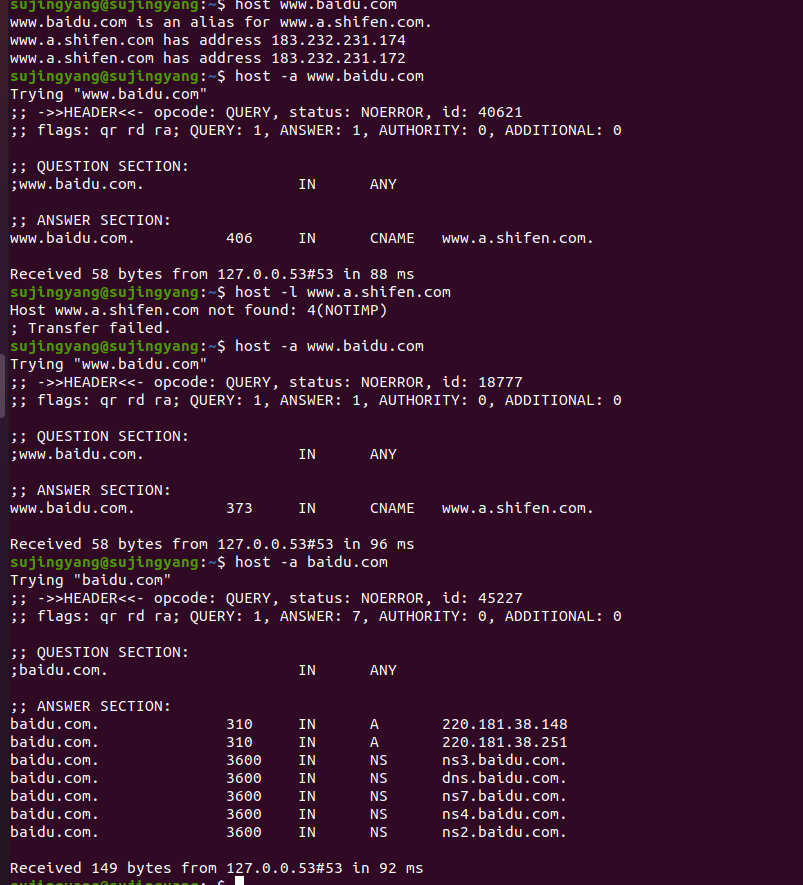 sujingyang@sujingyang:~$ host www.baidu.com
www.baidu.com is an alias for www.a.shifen.com.
www.a.shifen.com has address 183.232.231.174
www.a.shifen.com has address 183.232.231.172
sujingyang@sujingyang:~$ host -a www.baidu.com
Trying "www.baidu.com"
;; ->>HEADER<<- opcode: QUERY, status: NOERROR, id: 40621
;; flags: qr rd ra; QUERY: 1, ANSWER: 1, AUTHORITY: 0, ADDITIONAL: 0
;; QUESTION SECTION:
;www.baidu.com. IN ANY
;; ANSWER SECTION:
www.baidu.com. 406 IN CNAME www.a.shifen.com.
Received 58 bytes from 127.0.0.53#53 in 88 ms
sujingyang@sujingyang:~$ host -l www.a.shifen.com
Host www.a.shifen.com not found: 4(NOTIMP)
; Transfer failed.
sujingyang@sujingyang:~$ host -a www.baidu.com
Trying "www.baidu.com"
;; ->>HEADER<<- opcode: QUERY, status: NOERROR, id: 18777
;; flags: qr rd ra; QUERY: 1, ANSWER: 1, AUTHORITY: 0, ADDITIONAL: 0
;; QUESTION SECTION:
;www.baidu.com. IN ANY
;; ANSWER SECTION:
www.baidu.com. 373 IN CNAME www.a.shifen.com.
Received 58 bytes from 127.0.0.53#53 in 96 ms
sujingyang@sujingyang:~$ host -a baidu.com
Trying "baidu.com"
;; ->>HEADER<<- opcode: QUERY, status: NOERROR, id: 45227
;; flags: qr rd ra; QUERY: 1, ANSWER: 7, AUTHORITY: 0, ADDITIONAL: 0
;; QUESTION SECTION:
;baidu.com. IN ANY
;; ANSWER SECTION:
baidu.com. 310 IN A 220.181.38.148
baidu.com. 310 IN A 220.181.38.251
baidu.com. 3600 IN NS ns3.baidu.com.
baidu.com. 3600 IN NS dns.baidu.com.
baidu.com. 3600 IN NS ns7.baidu.com.
baidu.com. 3600 IN NS ns4.baidu.com.
baidu.com. 3600 IN NS ns2.baidu.com.
Received 149 bytes from 127.0.0.53#53 in 92 ms
sujingyang@sujingyang:~$